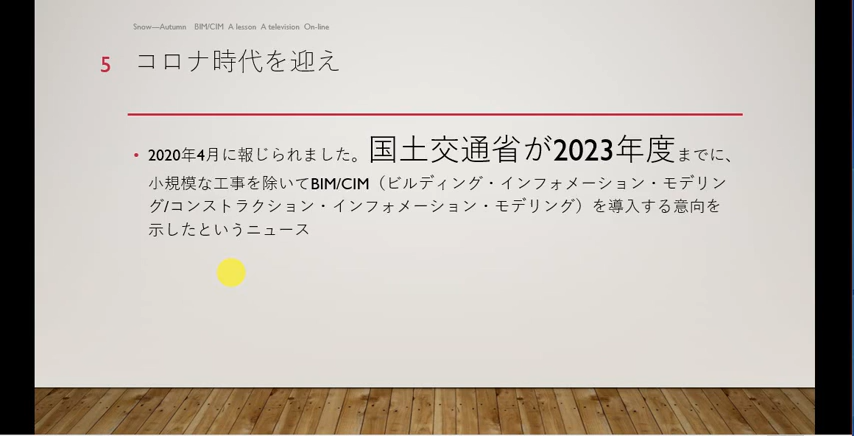 Snow—Autumn BIM/CIM A lesson A television On-line
5 コロナ時代を迎え
• 2020年4月に報じられました。国土交通省が2023年度までに、
小規模な工事を除いてBIM/CIM（ビルディング・インフォメーション・モデリン
グ/コンストラクション・インフォメーション・モデリング）を導入する意向を
示したというニュース